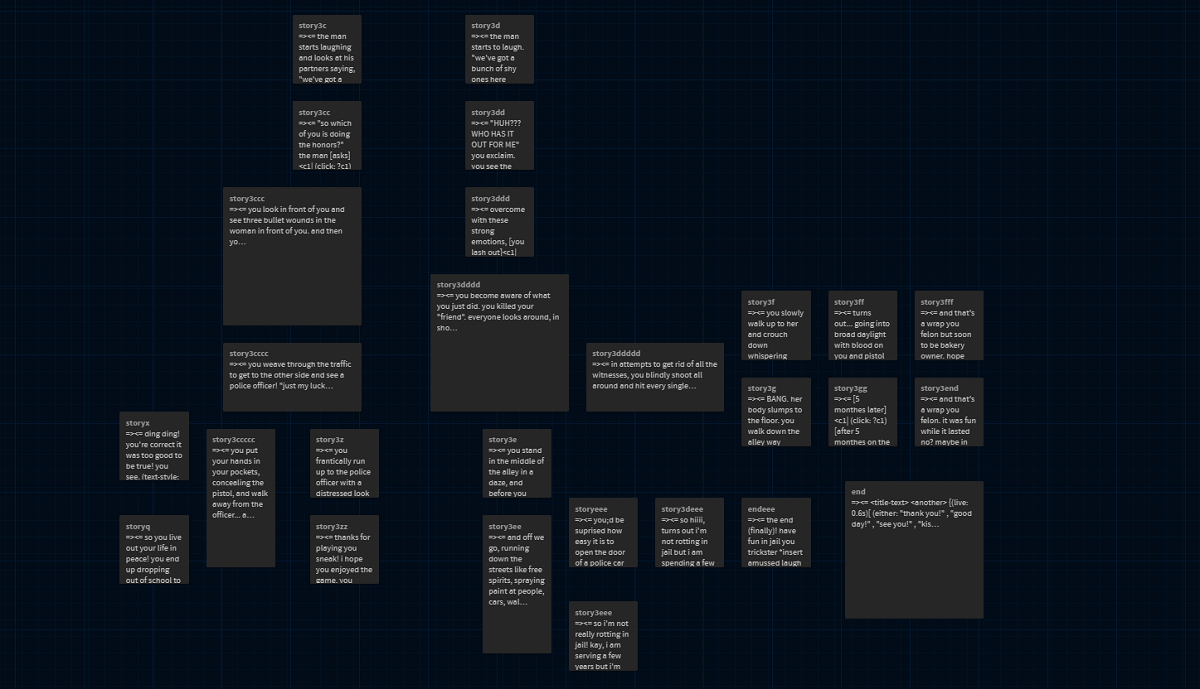 story3c
=><= the man
starts laughing
and looks at his
partners saying,
"we've got a
story3d
=><= the man
starts to laugh.
"we've got a
bunch of shy
ones here
story3cc
=><= "so which
of you is doing
the honors?"
the man [asks]
<c1| (click: ?c1)
story3dd
=><= "HUH???
WHO HAS IT
OUT FOR ME"
you exclaim.
you see the
story3ccc
=><= you look in front of you and
see three bullet wounds in the
woman in front of you. and then
yo...
story3ddd
=><= overcome
with these
strong
emotions, [you
lash out]<c1|
story3dddd
=><= you become aware of what
you just did. you killed your
"friend". everyone looks around, in
sho...
story3f
=><= you slowly
walk up to her
and crouch
down
whispering
story3ff
=><= turns
out... going into
broad daylight
with blood on
you and pistol
story3fff
=><= and that's
a wrap you
felon but soon
to be bakery
owner. hope
story3cccc
=><= you weave through the traffic
to get to the other side and see a
police officer! "just my luck...
story3ddddd
=><= in attempts to get rid of all the
witnesses, you blindly shoot all
around and hit every single...
story3g
=><= BANG. her
body slumps to
the floor. you
walk down the
alley way
story3gg
=><= [5
monthes later]
<c1| (click: ?c1)
[after 5
monthes on the
story3end
=><= and that's
a wrap you
felon. it was fun
while it lasted
no? maybe in
storyx
=><= ding ding!
you're correct it
was too good to
be true! you
see, (text-style:
story3ccccc
=><= you put
your hands in
your pockets,
concealing the
pistol, and walk
away from the
officer... a...
story3z
=><= you
frantically run
up to the police
officer with a
distressed look
story3e
=><= you stand
in the middle of
the alley in a
daze, and
before you
end
=><= <title-text> <another> [(live:
0.6s)[ (either: "thank you!" , "good
day!" , "see you!" , "kis...
storyeee
=><= you;d be
suprised how
easy it is to
open the door
of a police car
story3deee
=><= so hiiii,
turns out i'm
not rotting in
jail but i am
spending a few
endeee
=><= the end
(finally)! have
fun in jail you
trickster *insert
amussed laugh
storyq
=><= so you live
out your life in
peace! you end
up dropping
out of school to
story3zz
=><= thanks for
playing you
sneak! i hope
you enjoyed the
game. you
story3ee
=><= and off we
go, running
down the
streets like free
spirits, spraying
paint at people,
cars, wal...
story3eee
=><= so i'm not
really rotting in
jail! kay, i am
serving a few
years but i'm